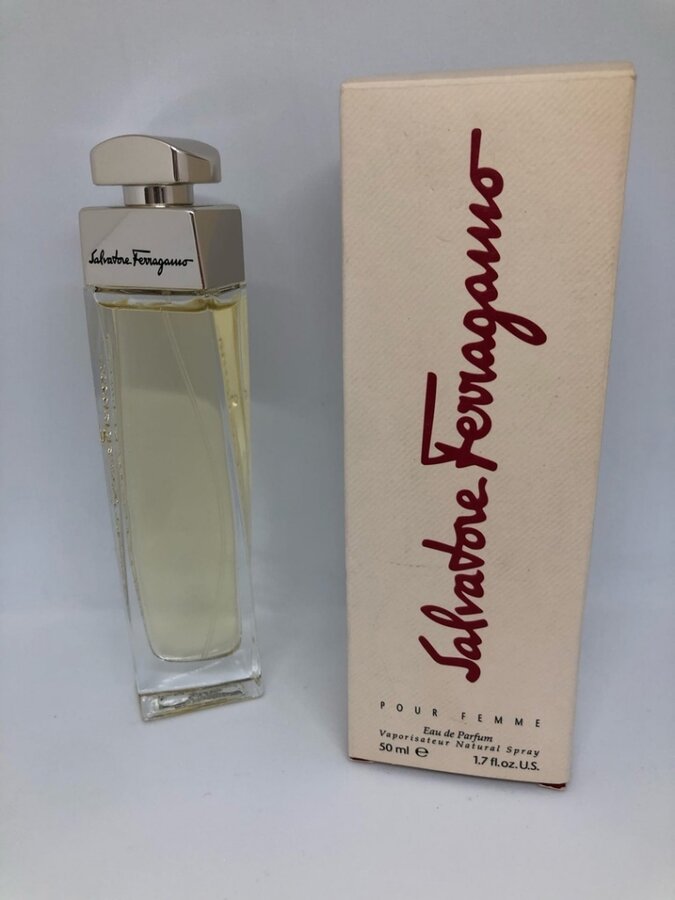 Salvatore Ferragamo
Salvatore Ferragamo
POUR FEMME
Eau de Parfum
Vaporisateur Natural Spray
50 ml ℮ 1.7 fl.oz.U.S.